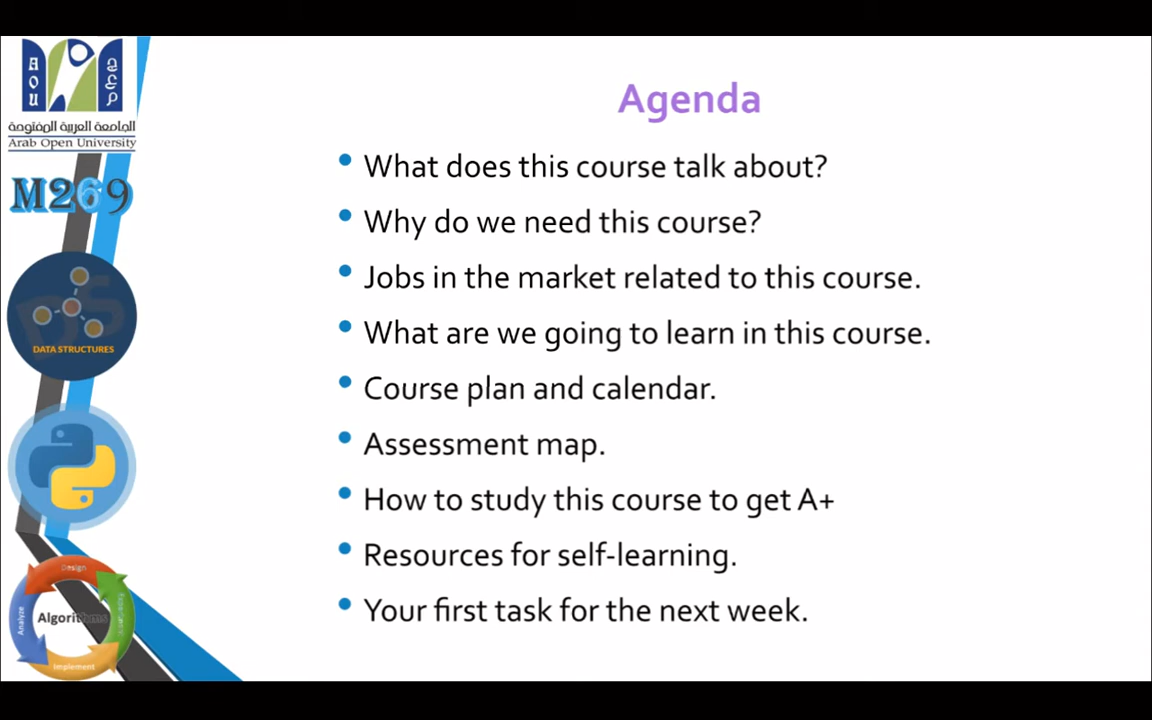 AOU
الجامعة العربية المفتوحة
Arab Open University
M269
DATA STRUCTURES
Design
Analyze
Algorithms
Implement
Agenda
• What does this course talk about?
• Why do we need this course?
• Jobs in the market related to this course.
• What are we going to learn in this course.
• Course plan and calendar.
• Assessment map.
• How to study this course to get A+
• Resources for self-learning.
• Your first task for the next week.